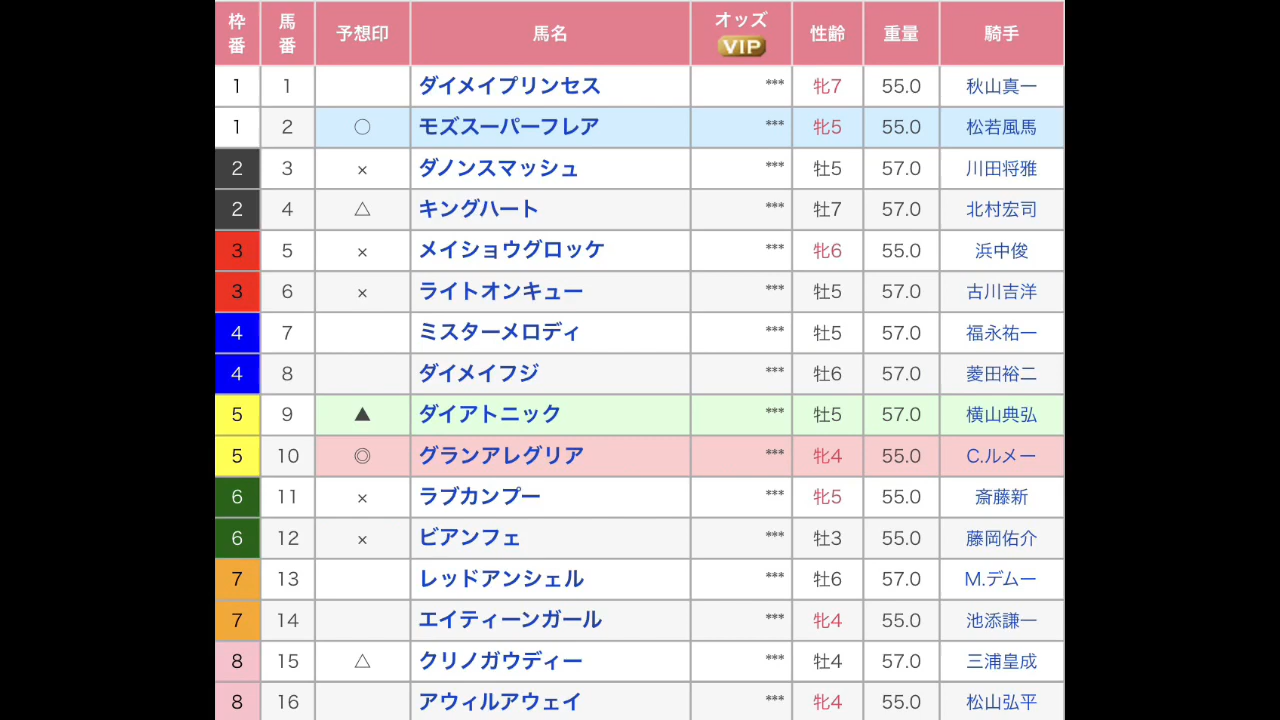 枠番 馬番 予想印 馬名 オッズ VIP 性齢 重量 騎手
1 1 ダイメイプリンセス *** 牝7 55.0 秋山真一
1 2 ○ モズスーパーフレア *** 牝5 55.0 松若風馬
2 3 × ダノンスマッシュ *** 牡5 57.0 川田将雅
2 4 △ キングハート *** 牡7 57.0 北村宏司
3 5 × メイショウグロッケ *** 牝6 55.0 浜中俊
3 6 × ライトオンキュー *** 牡5 57.0 古川吉洋
4 7 ミスターメロディ *** 牡5 57.0 福永祐一
4 8 ダイメイフジ *** 牡6 57.0 菱田裕二
5 9 ▲ ダイアトニック *** 牡5 57.0 横山典弘
5 10 ◎ グランアレグリア *** 牝4 55.0 C.ルメー
6 11 × ラブカンプー *** 牝5 55.0 斎藤新
6 12 × ビアンフェ *** 牡3 55.0 藤岡佑介
7 13 レッドアンシェル *** 牡6 57.0 M.デムー
7 14 エイティーンガール *** 牝4 55.0 池添謙一
8 15 △ クリノガウディー *** 牡4 57.0 三浦皇成
8 16 アウィルアウェイ *** 牝4 55.0 松山弘平